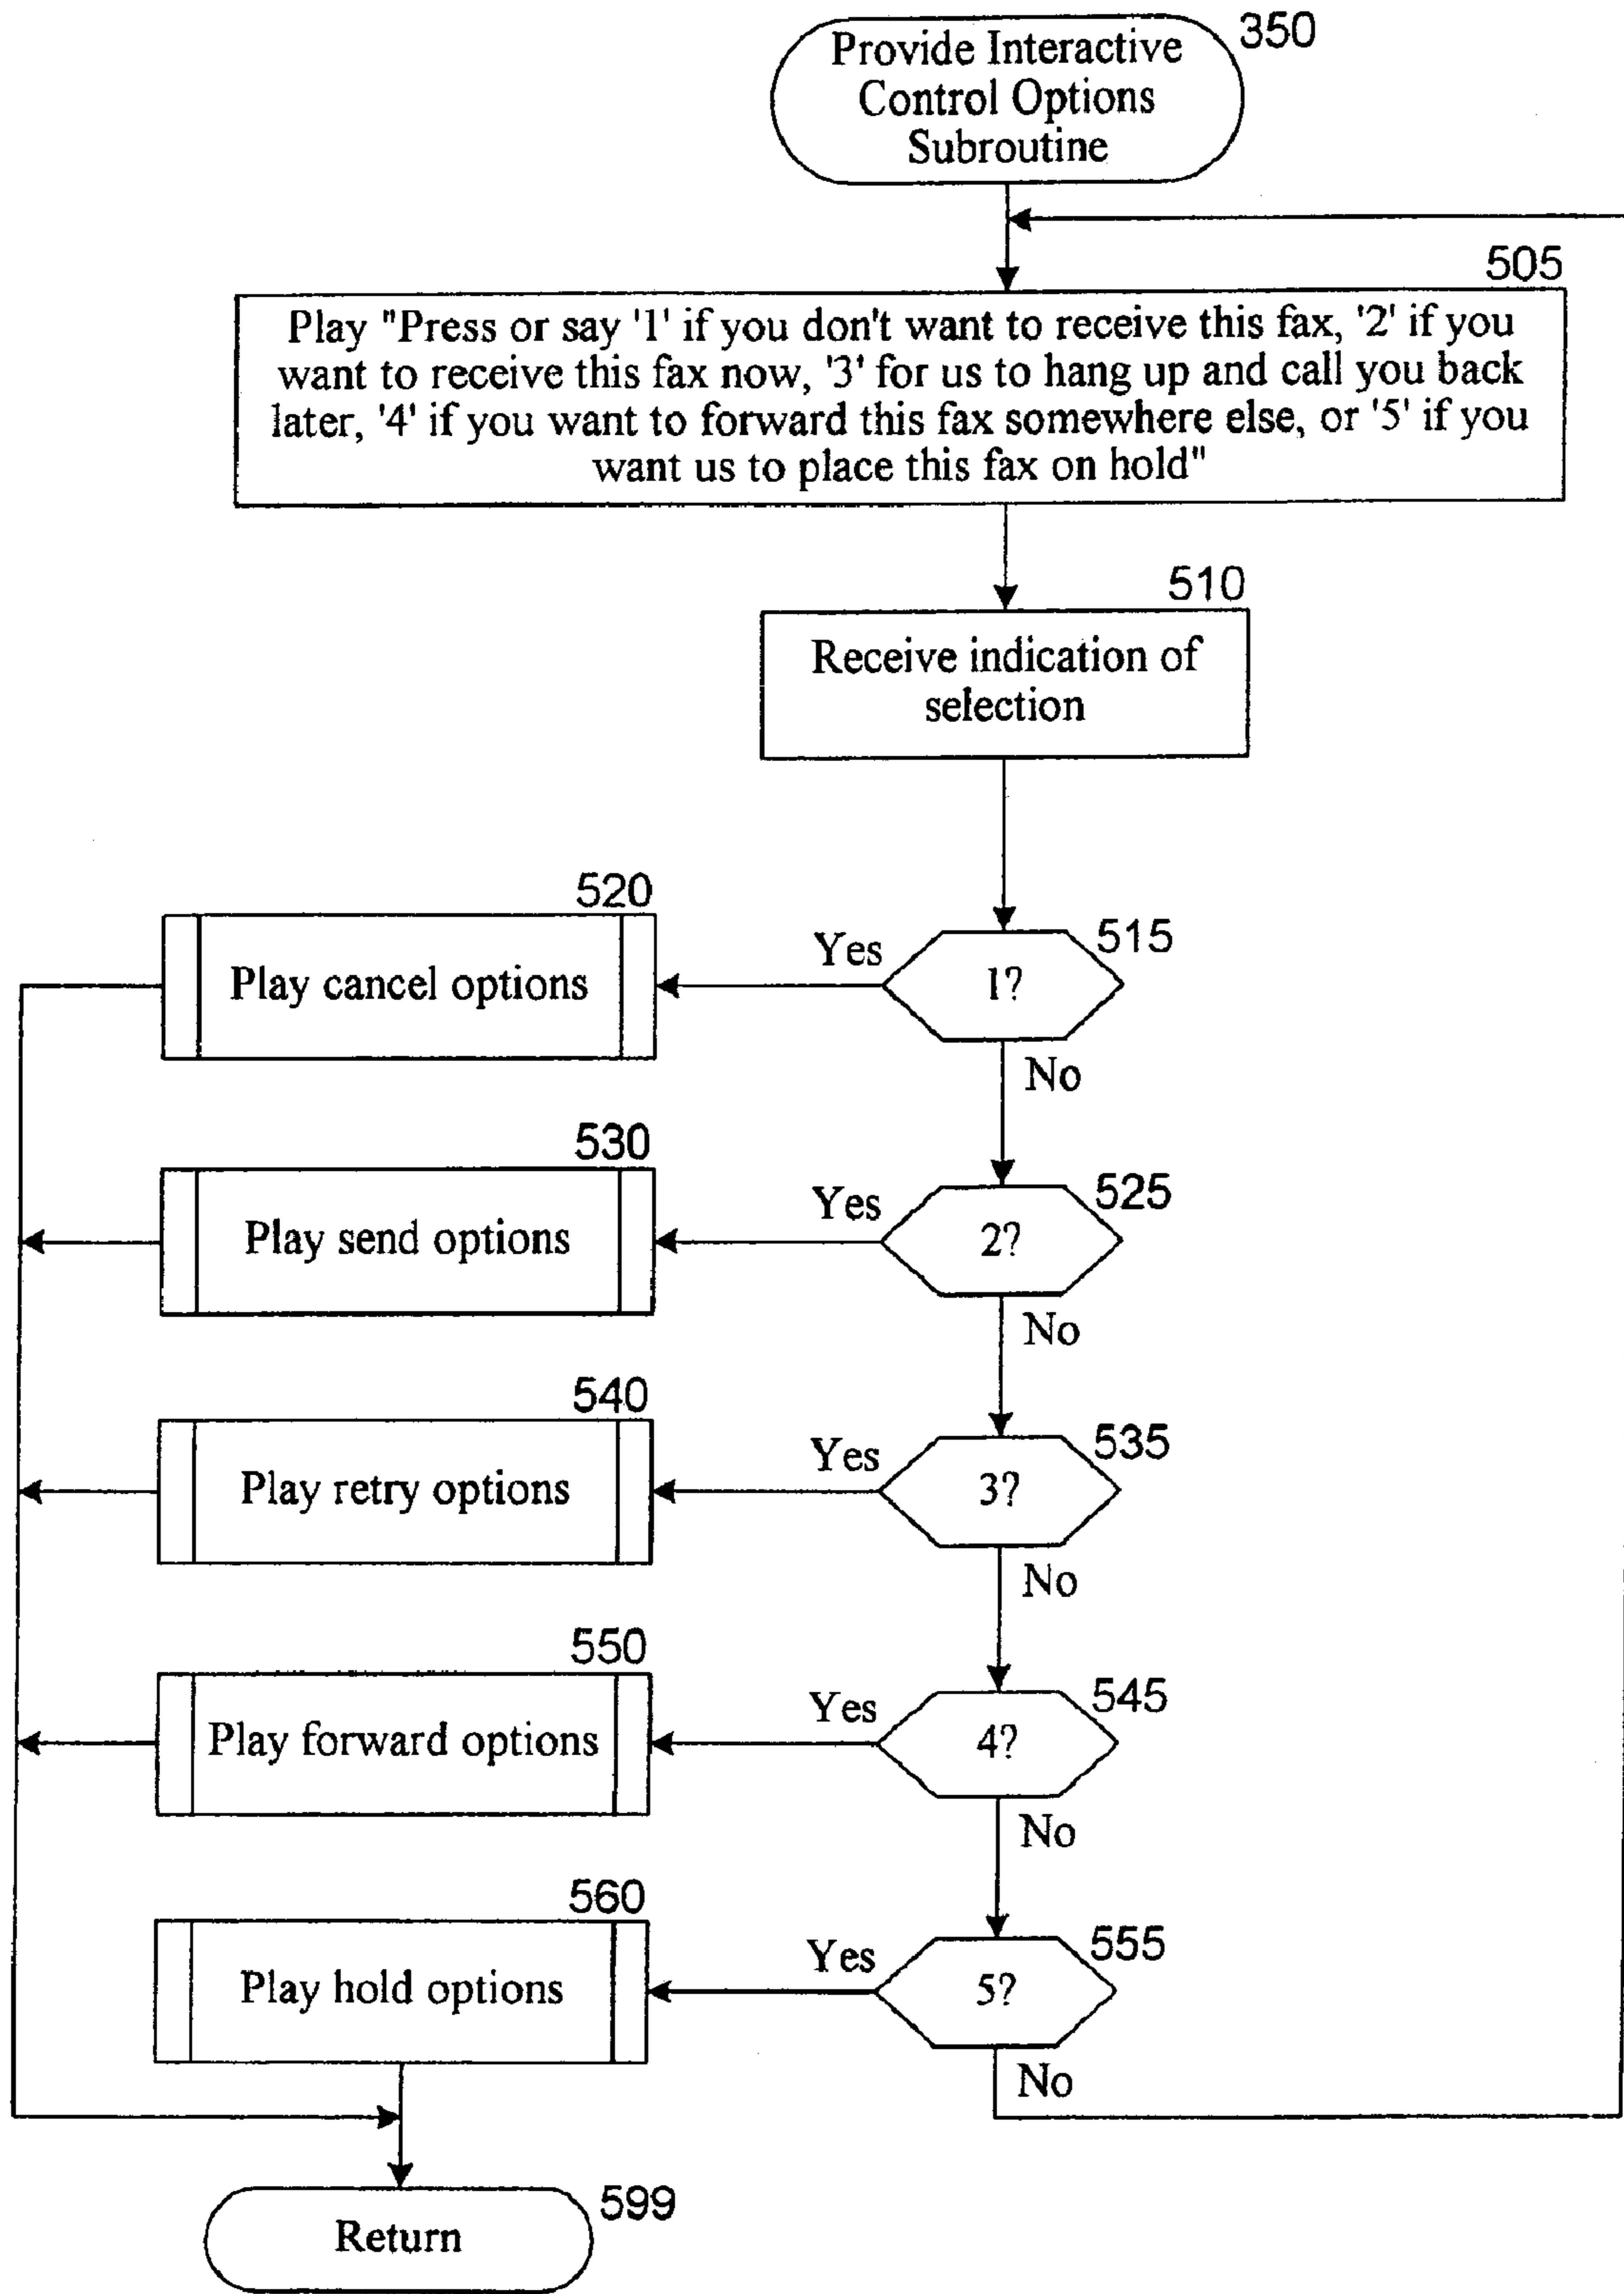 Provide Interactive
Control Options
Subroutine
350
505
Play "Press or say '1' if you don't want to receive this fax, '2' if you
want to receive this fax now, '3' for us to hang up and call you back
later, '4' if you want to forward this fax somewhere else, or '5' if you
want us to place this fax on hold"
510
Receive indication of
selection
520
Play cancel options
Yes
515
1?
No
530
Play send options
Yes
525
2?
No
540
Play retry options
Yes
535
3?
No
550
Play forward options
Yes
545
4?
No
560
Play hold options
Yes
555
5?
No
599
Return